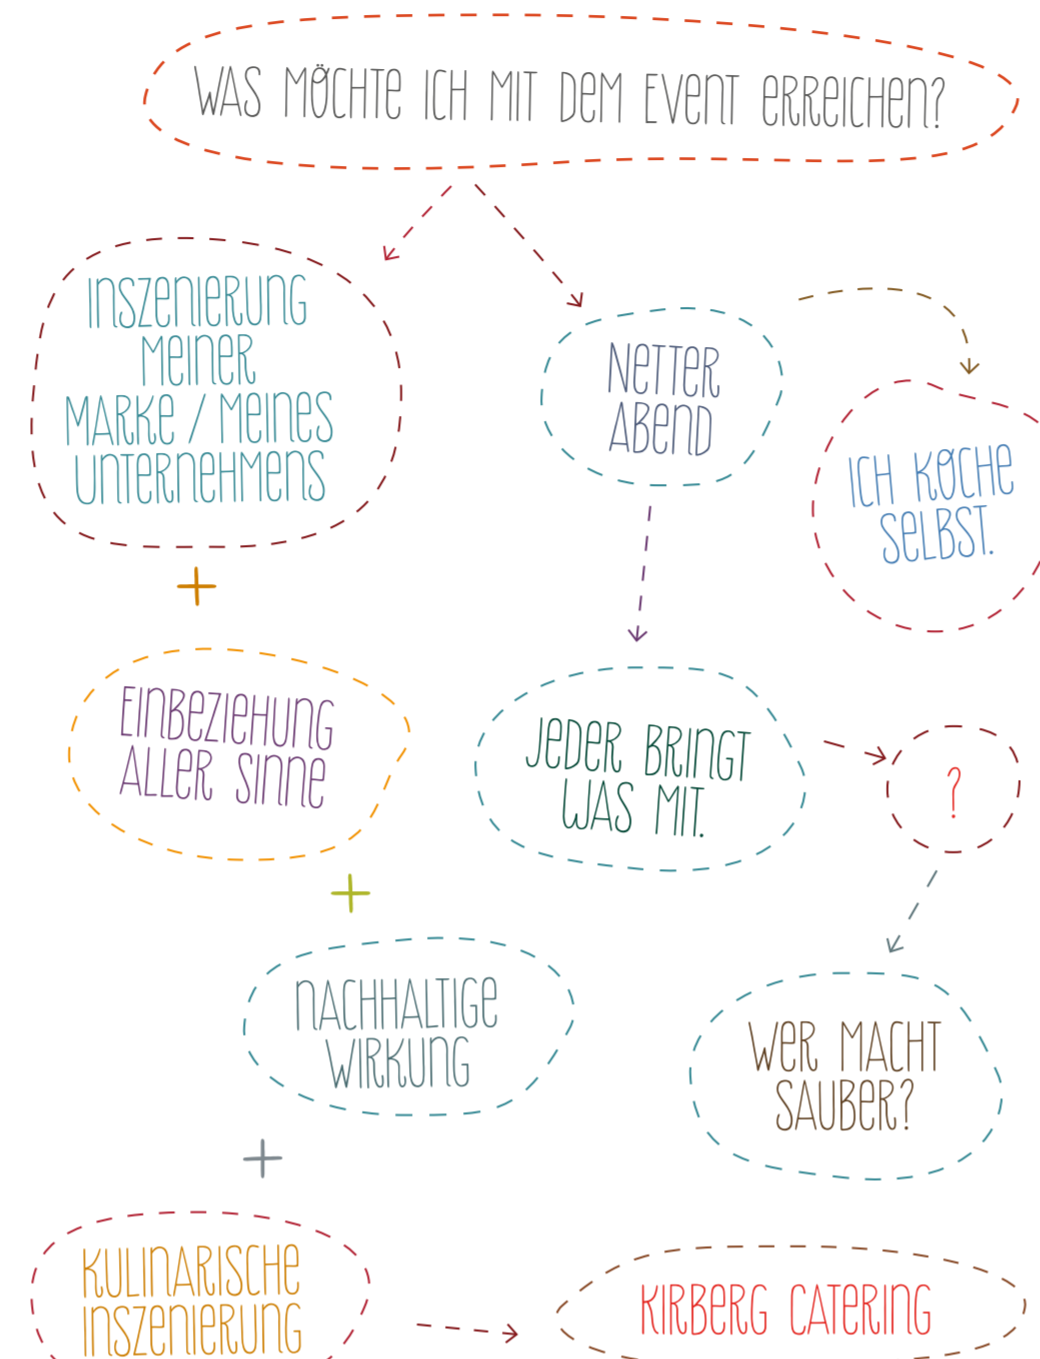 WAS MÖCHTE ICH MIT DEM EVENT ERREICHEN?
INSZENIERUNG
MEINER
MARKE / MEINES
UNTERNEHMENS
NETTER
ABEND
ICH KOCHE
SELBST.
+
EINBEZIEHUNG
ALLER SINNE
JEDER BRINGT
WAS MIT.
?
+
NACHHALTIGE
WIRKUNG
WER MACHT
SAUBER?
+
KULINARISCHE
INSZENIERUNG
KIRBERG CATERING